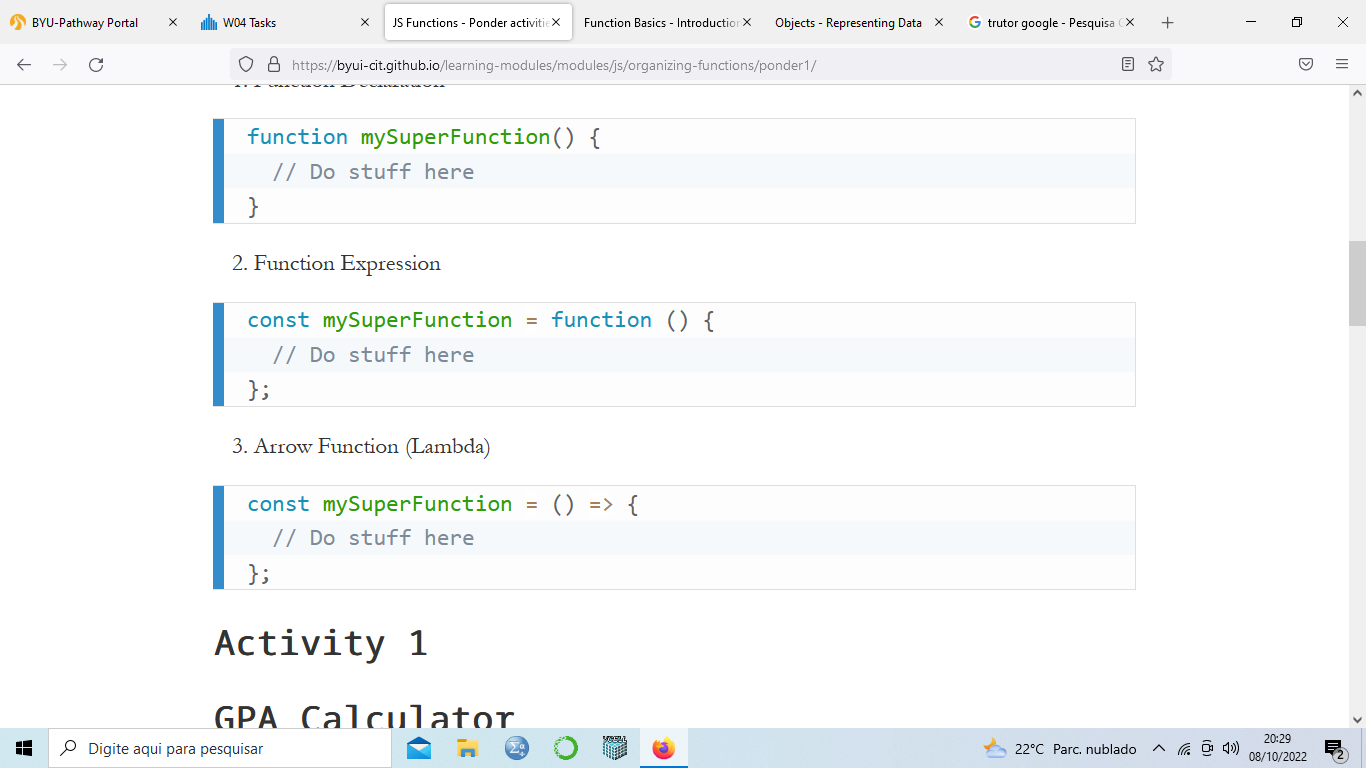 BYU-Pathway Portal
W04 Tasks
JS Functions - Ponder activitie
Function Basics - Introduction
Objects - Representing Data
trutor google - Pesquisa G
https://byui-cit.github.io/learning-modules/modules/js/organizing-functions/ponder1/
1. Function Declaration
function mySuperFunction() {
// Do stuff here
}
2. Function Expression
const mySuperFunction = function () {
// Do stuff here
};
3. Arrow Function (Lambda)
const mySuperFunction = () => {
// Do stuff here
};
Activity 1
GPA Calculator
Digite aqui para pesquisar
22°C Parc. nublado
20:29
08/10/2022
2